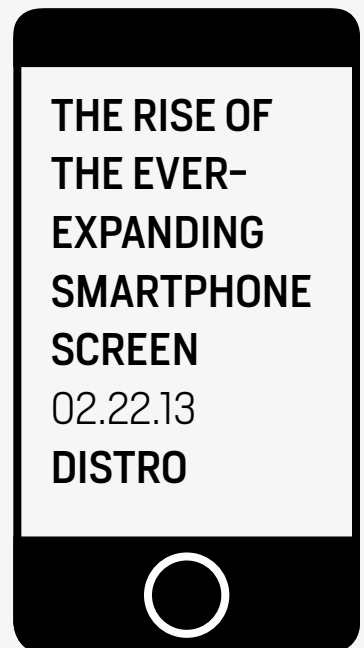 THE RISE OF
THE EVER-
EXPANDING
SMARTPHONE
SCREEN
02.22.13
DISTRO